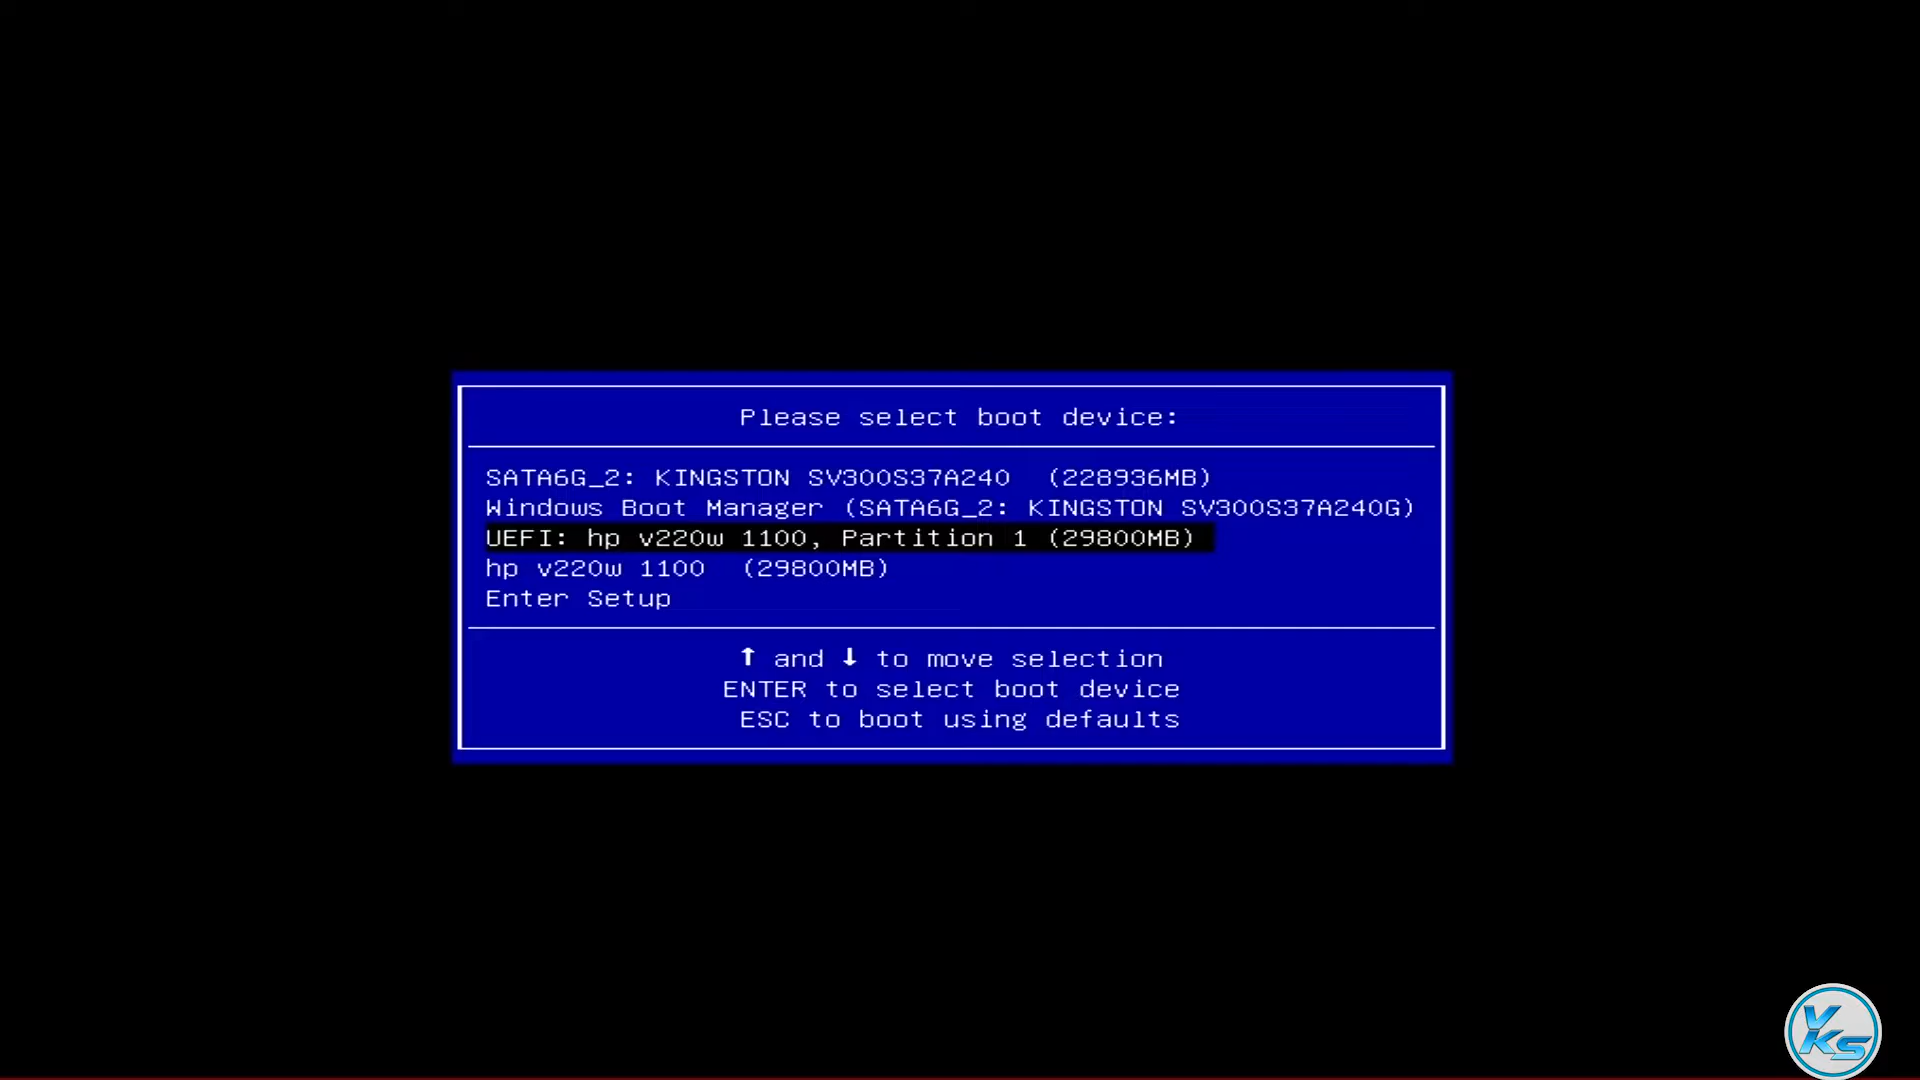 Please select boot device:
SATA6G_2: KINGSTON SV300S37A240 (228936MB)
Windows Boot Manager (SATA6G_2: KINGSTON SV300S37A240G)
UEFI: hp v220w 1100, Partition 1 (29800MB)
hp v220w 1100 (29800MB)
Enter Setup
↑ and ↓ to move selection
ENTER to select boot device
ESC to boot using defaults
VKS